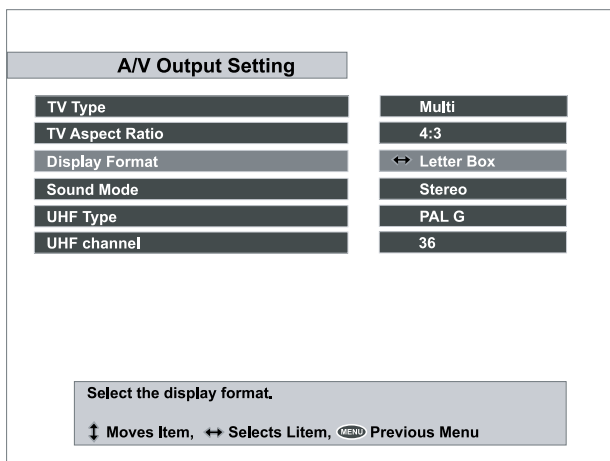 A/V Output Setting
TV Type Multi
TV Aspect Ratio 4:3
Display Format ↔ Letter Box
Sound Mode Stereo
UHF Type PAL G
UHF channel 36
Select the display format.
↕ Moves Item, ↔ Selects Litem, MENU Previous Menu